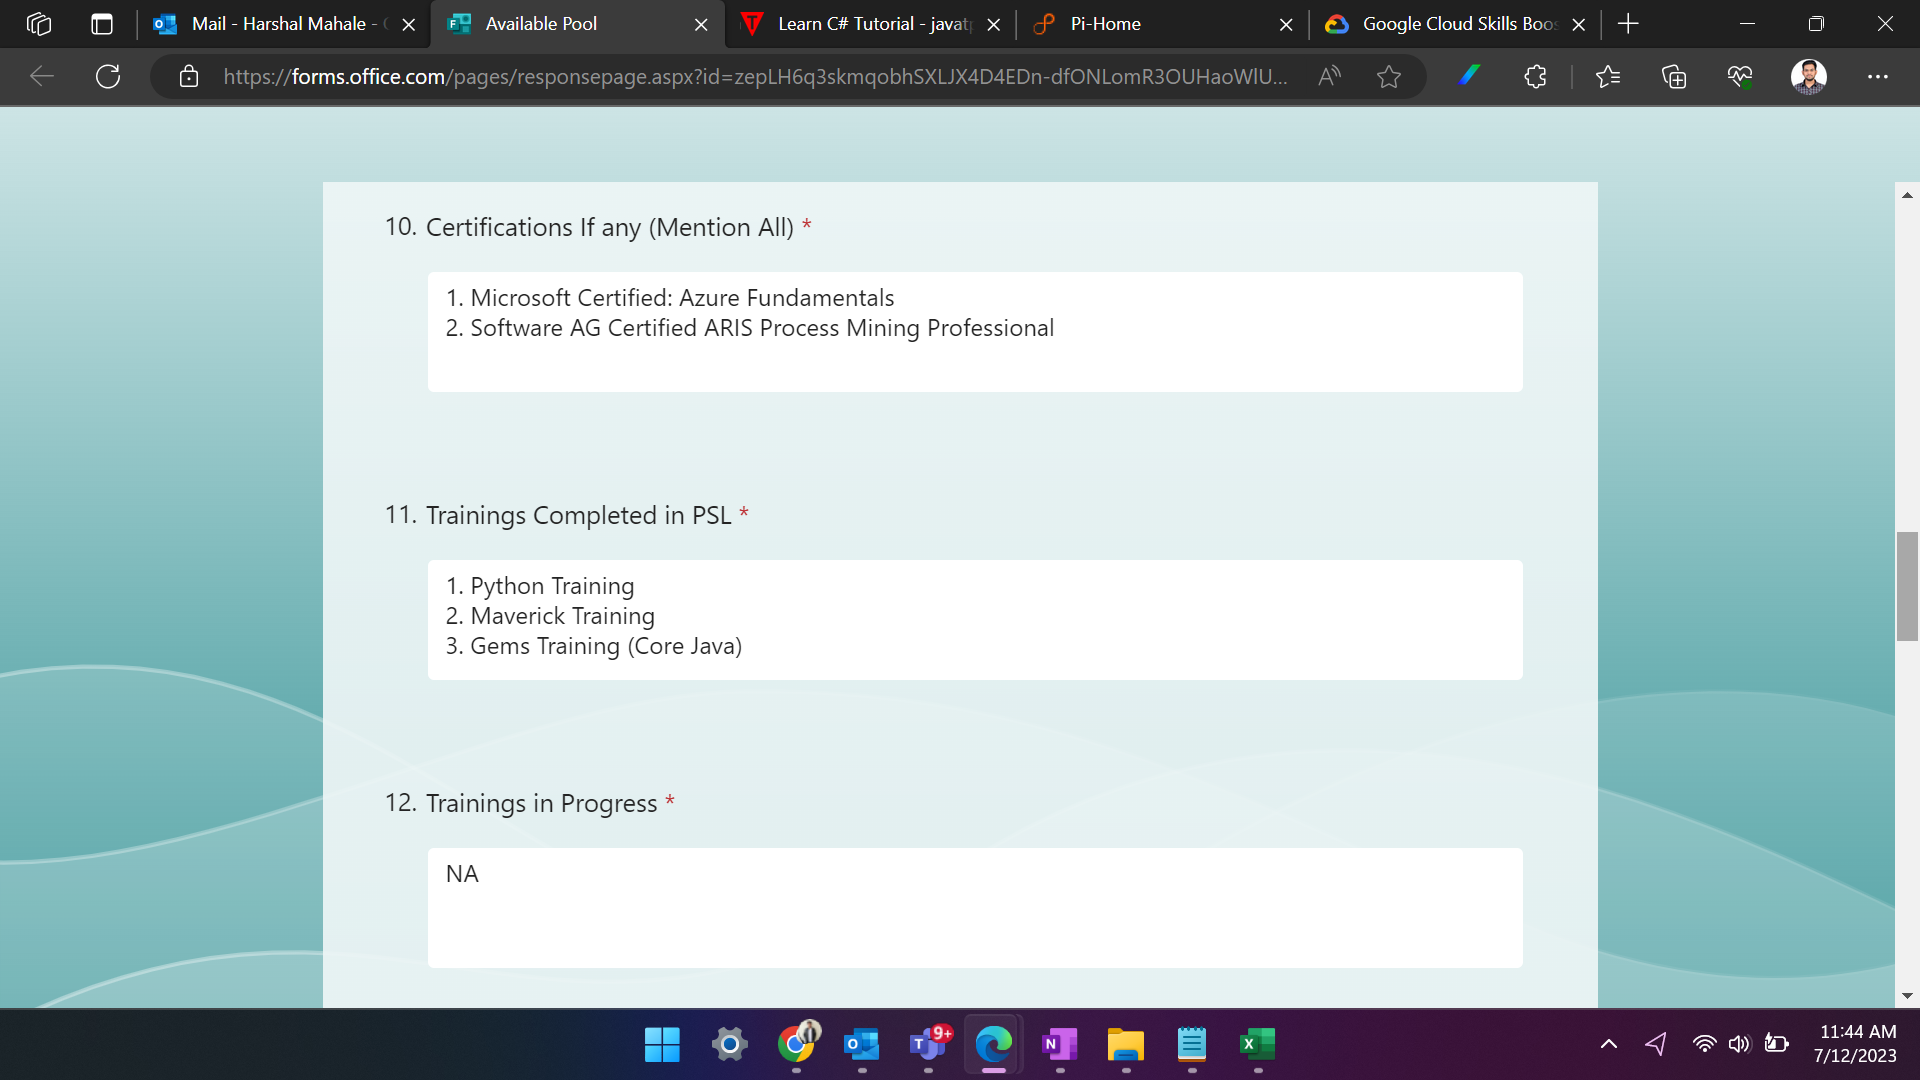 Mail - Harshal Mahale -
Available Pool
Learn C# Tutorial - javat
Pi-Home
Google Cloud Skills Boos
https://forms.office.com/pages/responsepage.aspx?id=zepLH6q3skmqobhSXLJX4D4EDn-dfONLomR3OUHaoWlU...
10. Certifications If any (Mention All) *
1. Microsoft Certified: Azure Fundamentals
2. Software AG Certified ARIS Process Mining Professional
11. Trainings Completed in PSL *
1. Python Training
2. Maverick Training
3. Gems Training (Core Java)
12. Trainings in Progress *
NA
9+
11:44 AM
7/12/2023